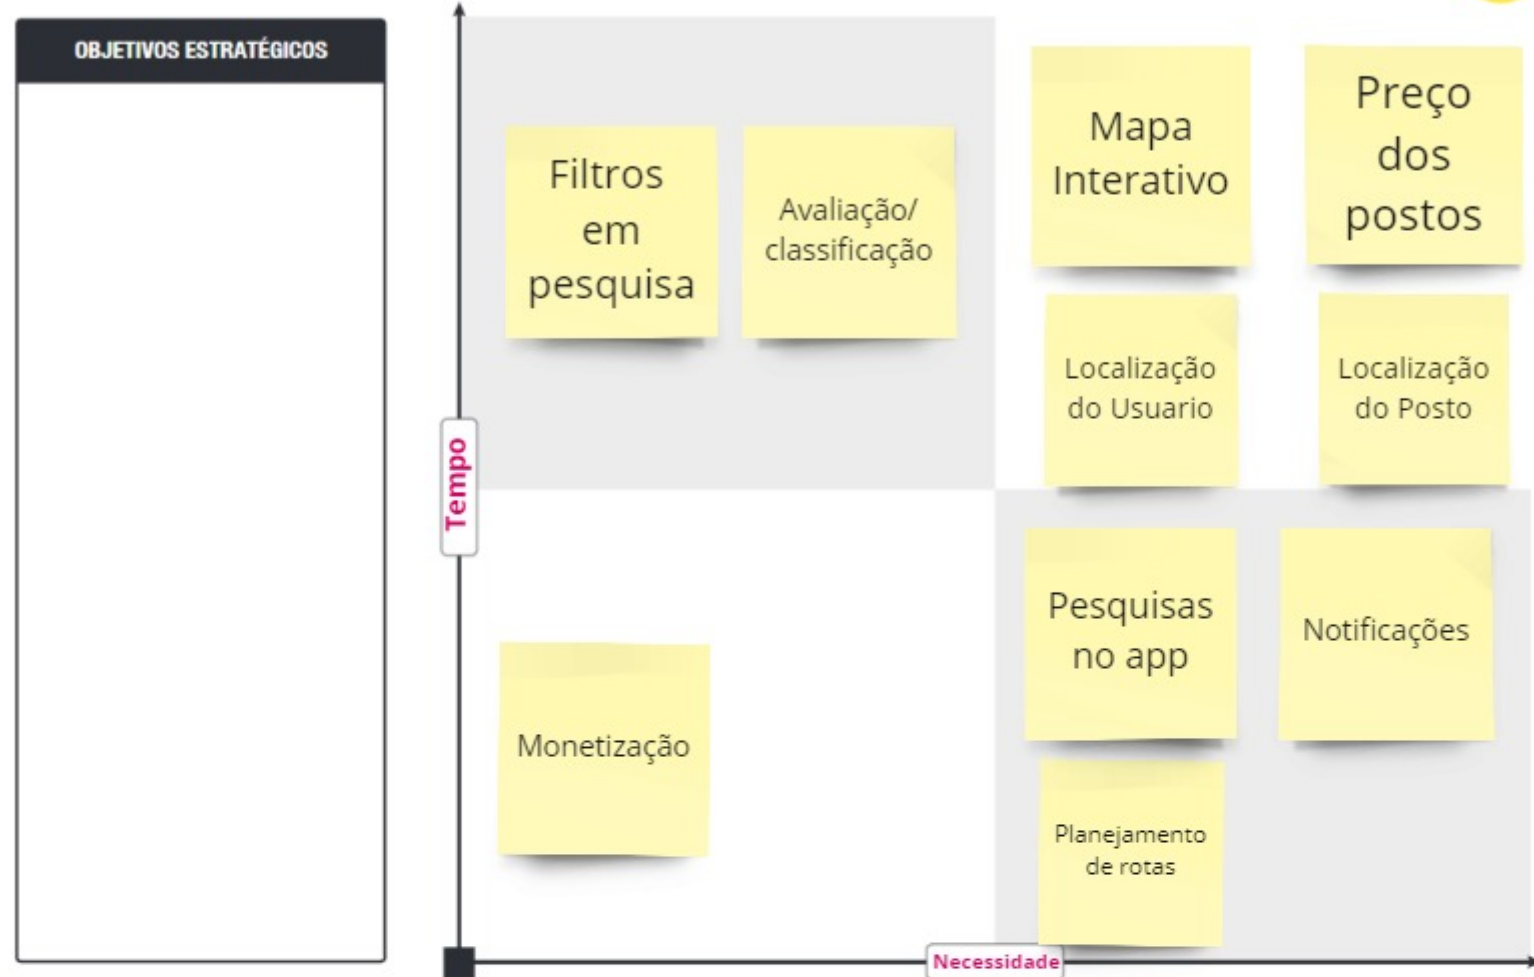 OBJETIVOS ESTRATÉGICOS
Filtros
em
pesquisa
Avaliação/
classificação
Mapa
Interativo
Preço
dos
postos
Localização
do Usuario
Localização
do Posto
Tempo
Monetização
Pesquisas
no app
Notificações
Planejamento
de rotas
Necessidade